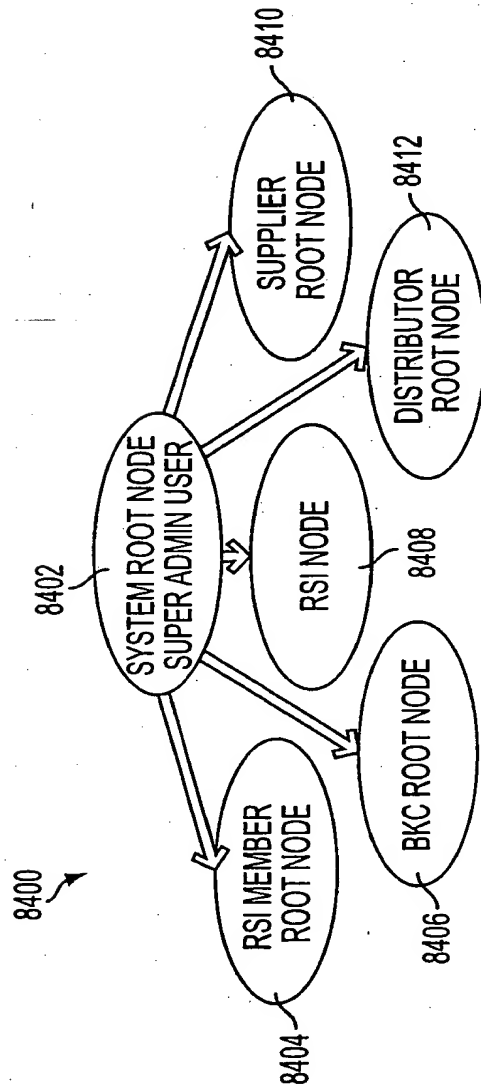 8400
8402
SYSTEM ROOT NODE
SUPER ADMIN USER
RSI MEMBER
ROOT NODE
8404
BKC ROOT NODE
8406
RSI NODE
8408
SUPPLIER
ROOT NODE
8410
DISTRIBUTOR
ROOT NODE
8412